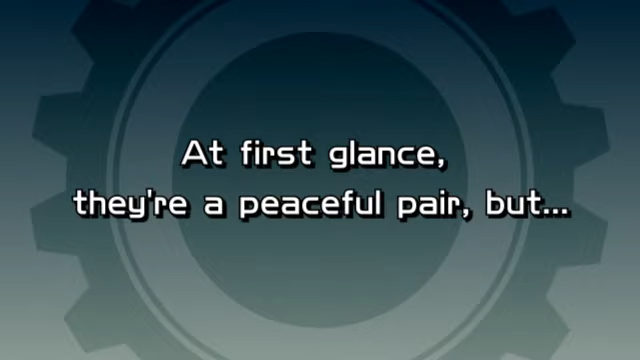 At first glance,
they're a peaceful pair, but...